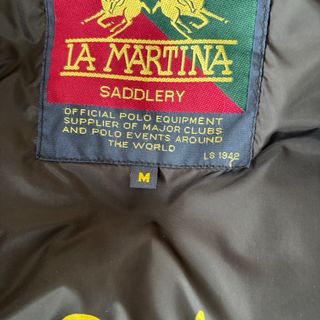 LA MARTINA
SADDLERY
OFFICIAL POLO EQUIPMENT
SUPPLIER OF MAJOR CLUBS
AND POLO EVENTS AROUND
THE WORLD
LS 1942
M